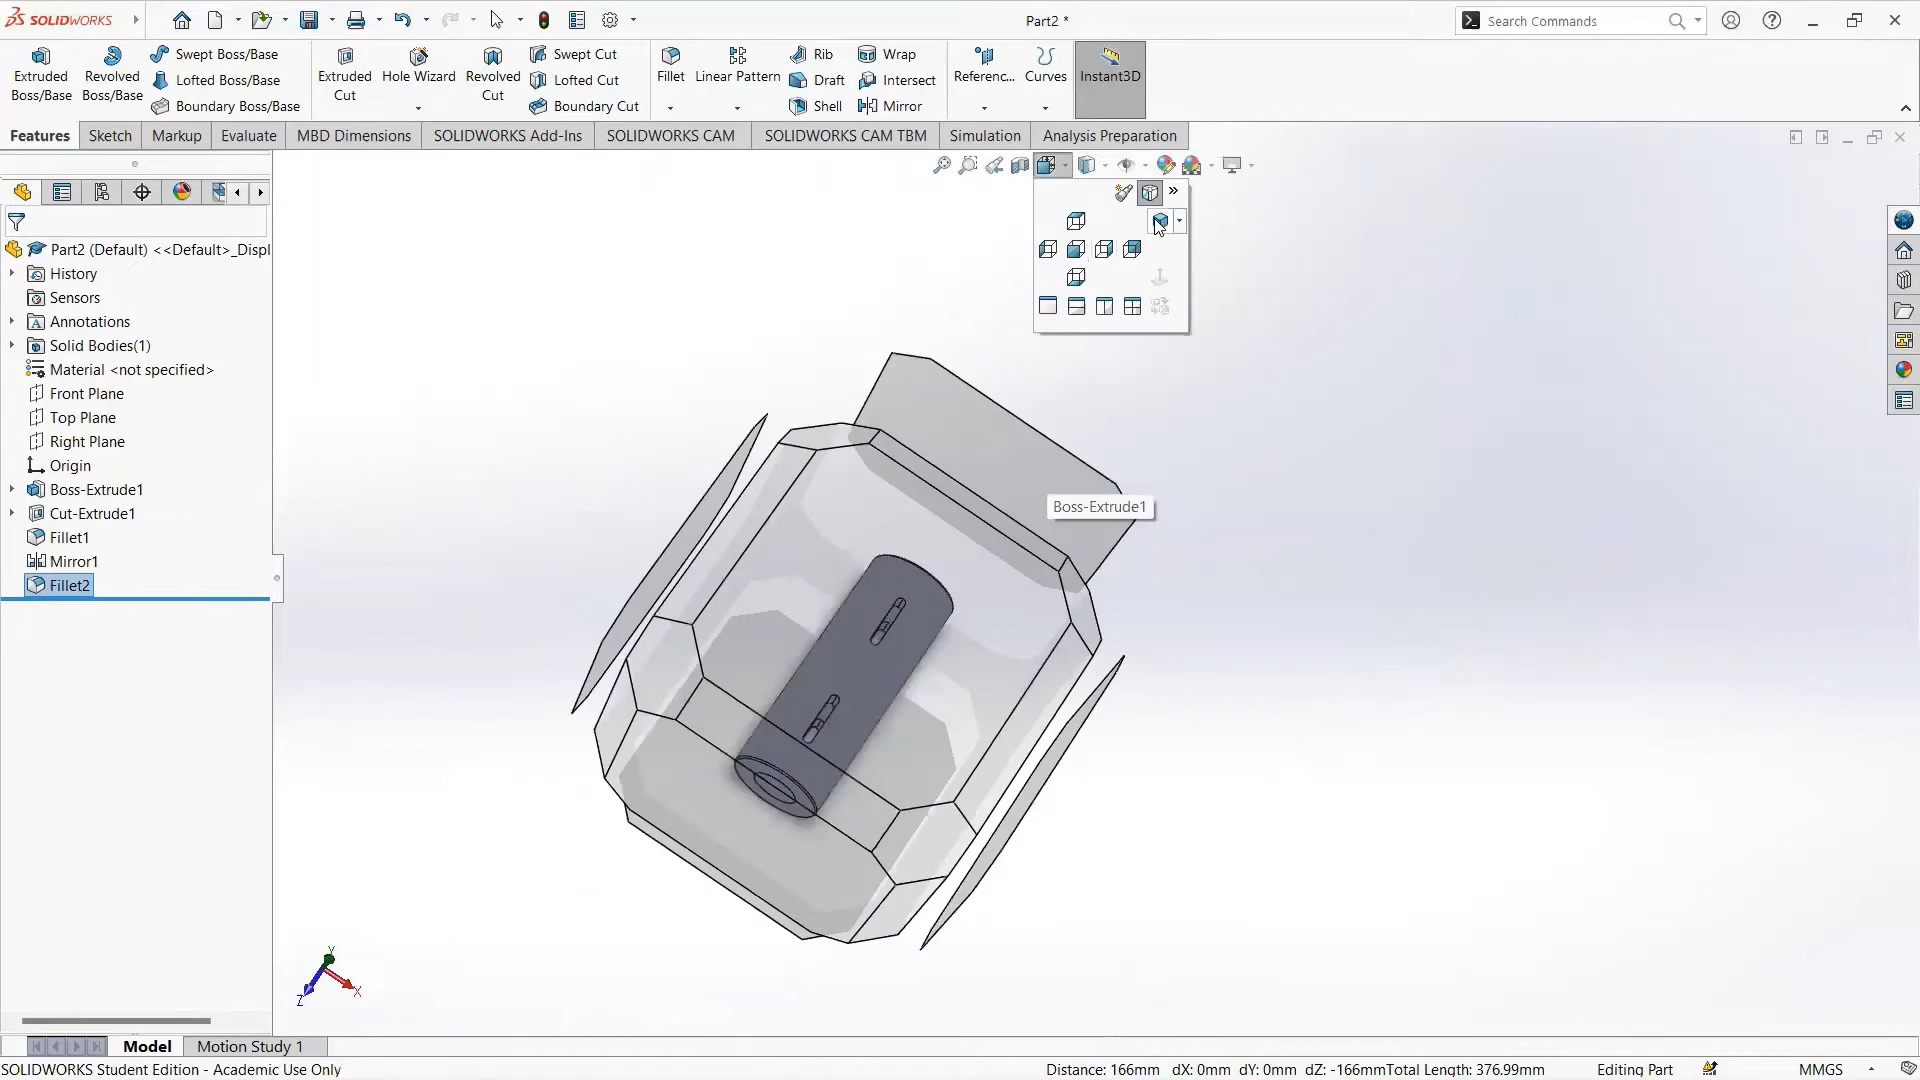 SOLIDWORKS
Part2 *
Search Commands
Extruded Boss/Base
Revolved Boss/Base
Swept Boss/Base
Lofted Boss/Base
Boundary Boss/Base
Extruded Cut
Hole Wizard
Revolved Cut
Swept Cut
Lofted Cut
Boundary Cut
Fillet
Linear Pattern
Rib
Draft
Shell
Wrap
Intersect
Mirror
Referenc...
Curves
Instant3D
Features
Sketch
Markup
Evaluate
MBD Dimensions
SOLIDWORKS Add-Ins
SOLIDWORKS CAM
SOLIDWORKS CAM TBM
Simulation
Analysis Preparation
Part2 (Default) <<Default>_Displ
History
Sensors
Annotations
Solid Bodies(1)
Material <not specified>
Front Plane
Top Plane
Right Plane
Origin
Boss-Extrude1
Cut-Extrude1
Fillet1
Mirror1
Fillet2
Boss-Extrude1
Y
X
Z
Model
Motion Study 1
SOLIDWORKS Student Edition - Academic Use Only
Distance: 166mm dX: 0mm dY: 0mm dZ: -166mmTotal Length: 376.99mm
Editing Part
MMGS